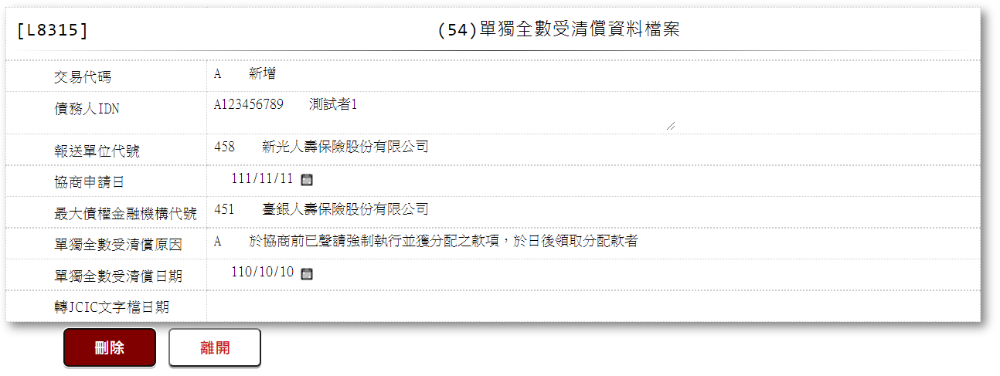 [L8315] (54)單獨全數受清償資料檔案
交易代碼 A 新增
債務人IDN A123456789 測試者1
報送單位代號 458 新光人壽保險股份有限公司
協商申請日 111/11/11
最大債權金融機構代號 451 臺銀人壽保險股份有限公司
單獨全數受清償原因 A 於協商前已聲請強制執行並獲分配之款項，於日後領取分配款者
單獨全數受清償日期 110/10/10
轉JCIC文字檔日期
刪除 離開